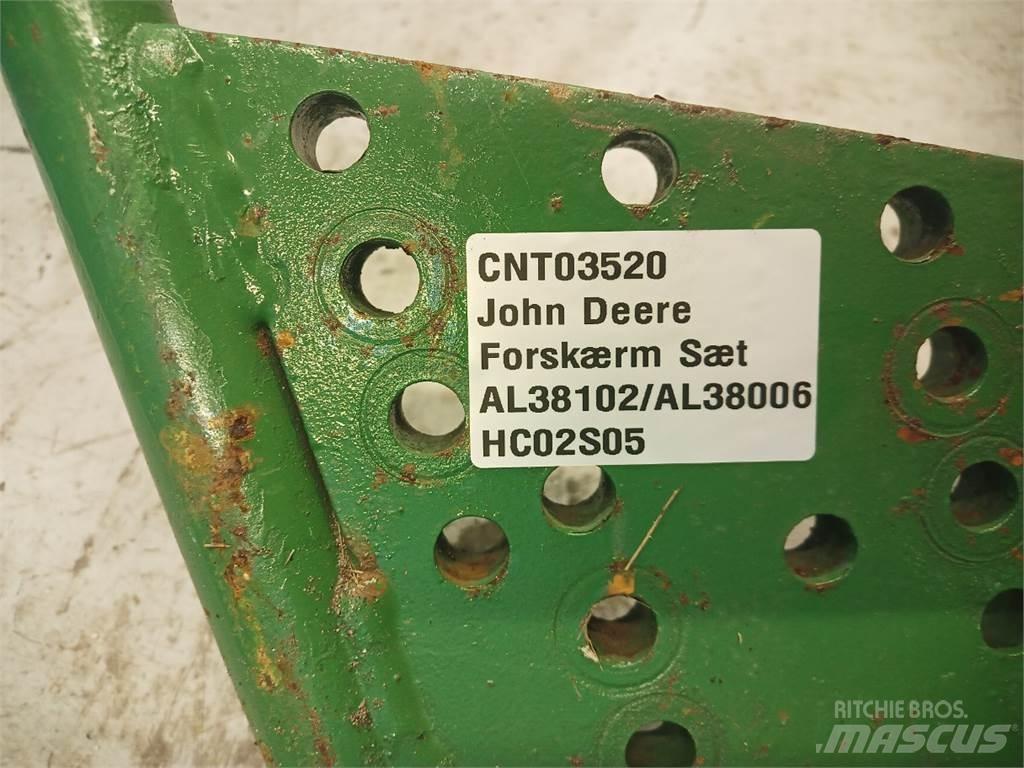 CNT03520
John Deere
Forskærm Sæt
AL38102/AL38006
HC02S05
RITCHIE BROS.
MASCUS